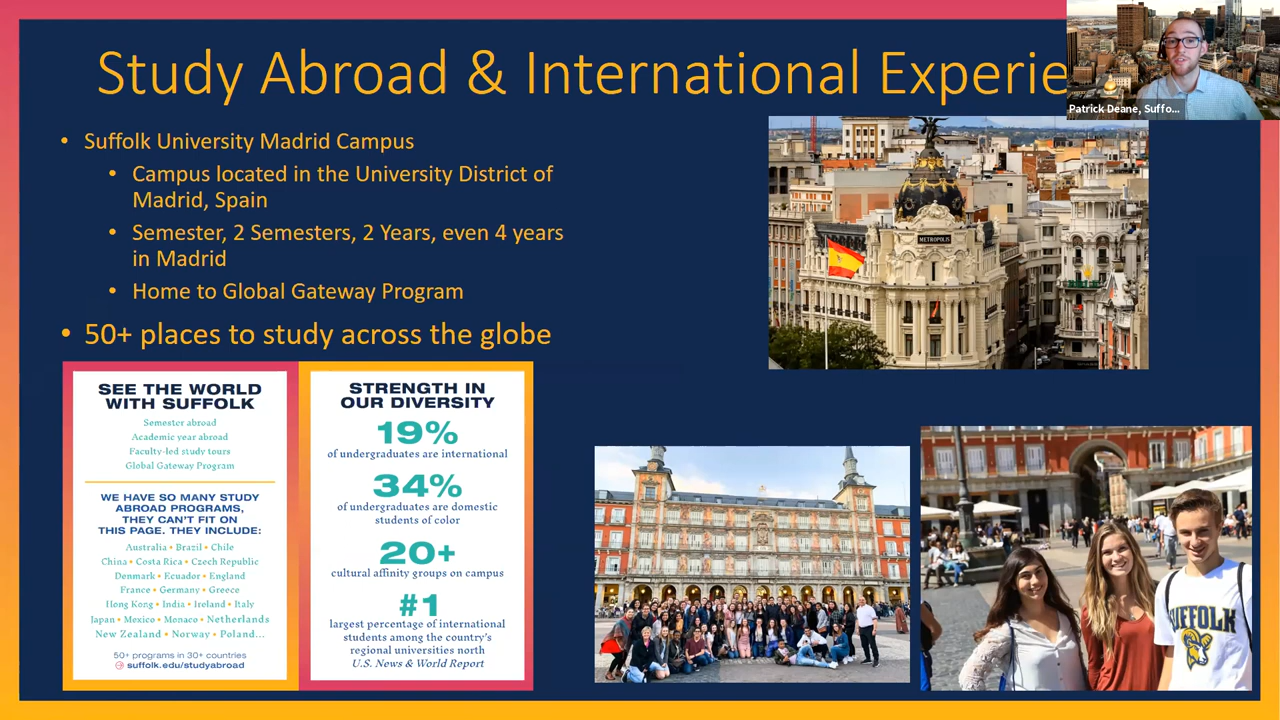 Study Abroad & International Experie
Patrick Deane, Suffo...
• Suffolk University Madrid Campus
• Campus located in the University District of
Madrid, Spain
• Semester, 2 Semesters, 2 Years, even 4 years
in Madrid
• Home to Global Gateway Program
• 50+ places to study across the globe
METROPOLIS
SEE THE WORLD
WITH SUFFOLK
Semester abroad
Academic year abroad
Faculty-led study tours
Global Gateway Program
WE HAVE SO MANY STUDY
ABROAD PROGRAMS,
THEY CAN'T FIT ON
THIS PAGE. THEY INCLUDE:
Australia • Brazil • Chile
China • Costa Rica • Czech Republic
Denmark • Ecuador • England
France • Germany • Greece
Hong Kong • India • Ireland • Italy
Japan • Mexico • Monaco • Netherlands
New Zealand • Norway • Poland...
50+ programs in 30+ countries
suffolk.edu/studyabroad
STRENGTH IN
OUR DIVERSITY
19%
of undergraduates are international
34%
of undergraduates are domestic
students of color
20+
cultural affinity groups on campus
#1
largest percentage of international
students among the country's
regional universities north
U.S. News & World Report
SUFFOLK